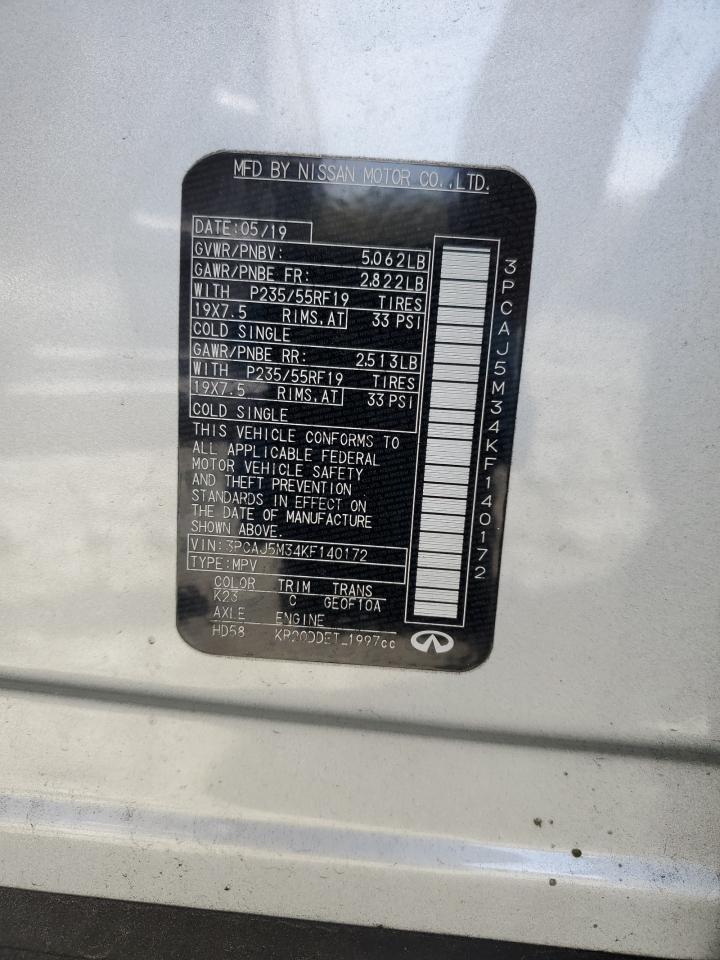 MFD BY NISSAN MOTOR CO.,LTD.
DATE:05/19
GVWR/PNBV: 5.062LB
GAWR/PNBE FR: 2.822LB
WITH P235/55RF19 TIRES
19X7.5 RIMS,AT 33 PSI
COLD SINGLE
GAWR/PNBE RR: 2.513LB
WITH P235/55RF19 TIRES
19X7.5 RIMS,AT 33 PSI
COLD SINGLE
THIS VEHICLE CONFORMS TO
ALL APPLICABLE FEDERAL
MOTOR VEHICLE SAFETY
AND THEFT PREVENTION
STANDARDS IN EFFECT ON
THE DATE OF MANUFACTURE
SHOWN ABOVE.
VIN:3PCAJ5M34KF140172
TYPE:MPV
COLOR TRIM TRANS
K23 C GE0F10A
AXLE ENGINE
HD58 KR20DDET_1997cc
3PCAJ5M34KF140172